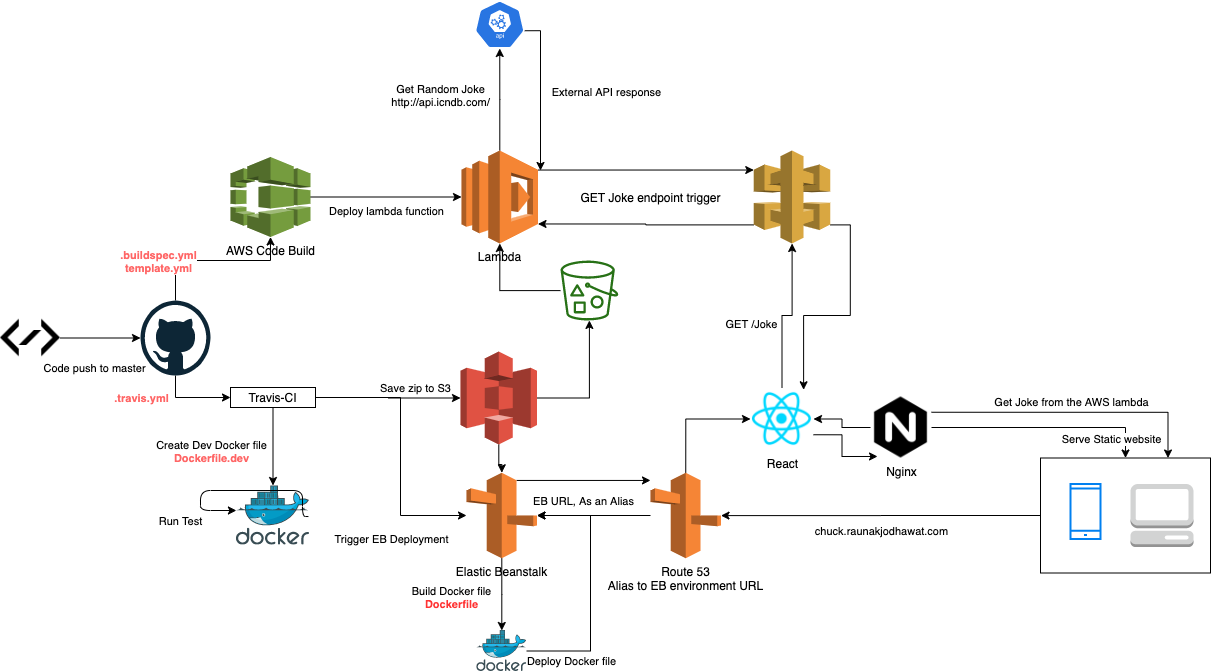 api
Get Random Joke
http://api.icndb.com/
External API response
GET Joke endpoint trigger
Deploy lambda function
AWS Code Build
Lambda
.buildspec.yml
template.yml
GET /Joke
Code push to master
.travis.yml
Travis-CI
Save zip to S3
Get Joke from the AWS lambda
Serve Static website
React
N
Nginx
Create Dev Docker file
Dockerfile.dev
Run Test
docker
EB URL, As an Alias
Trigger EB Deployment
chuck.raunakjodhawat.com
Elastic Beanstalk
Route 53
Alias to EB environment URL
Build Docker file
Dockerfile
docker
Deploy Docker file